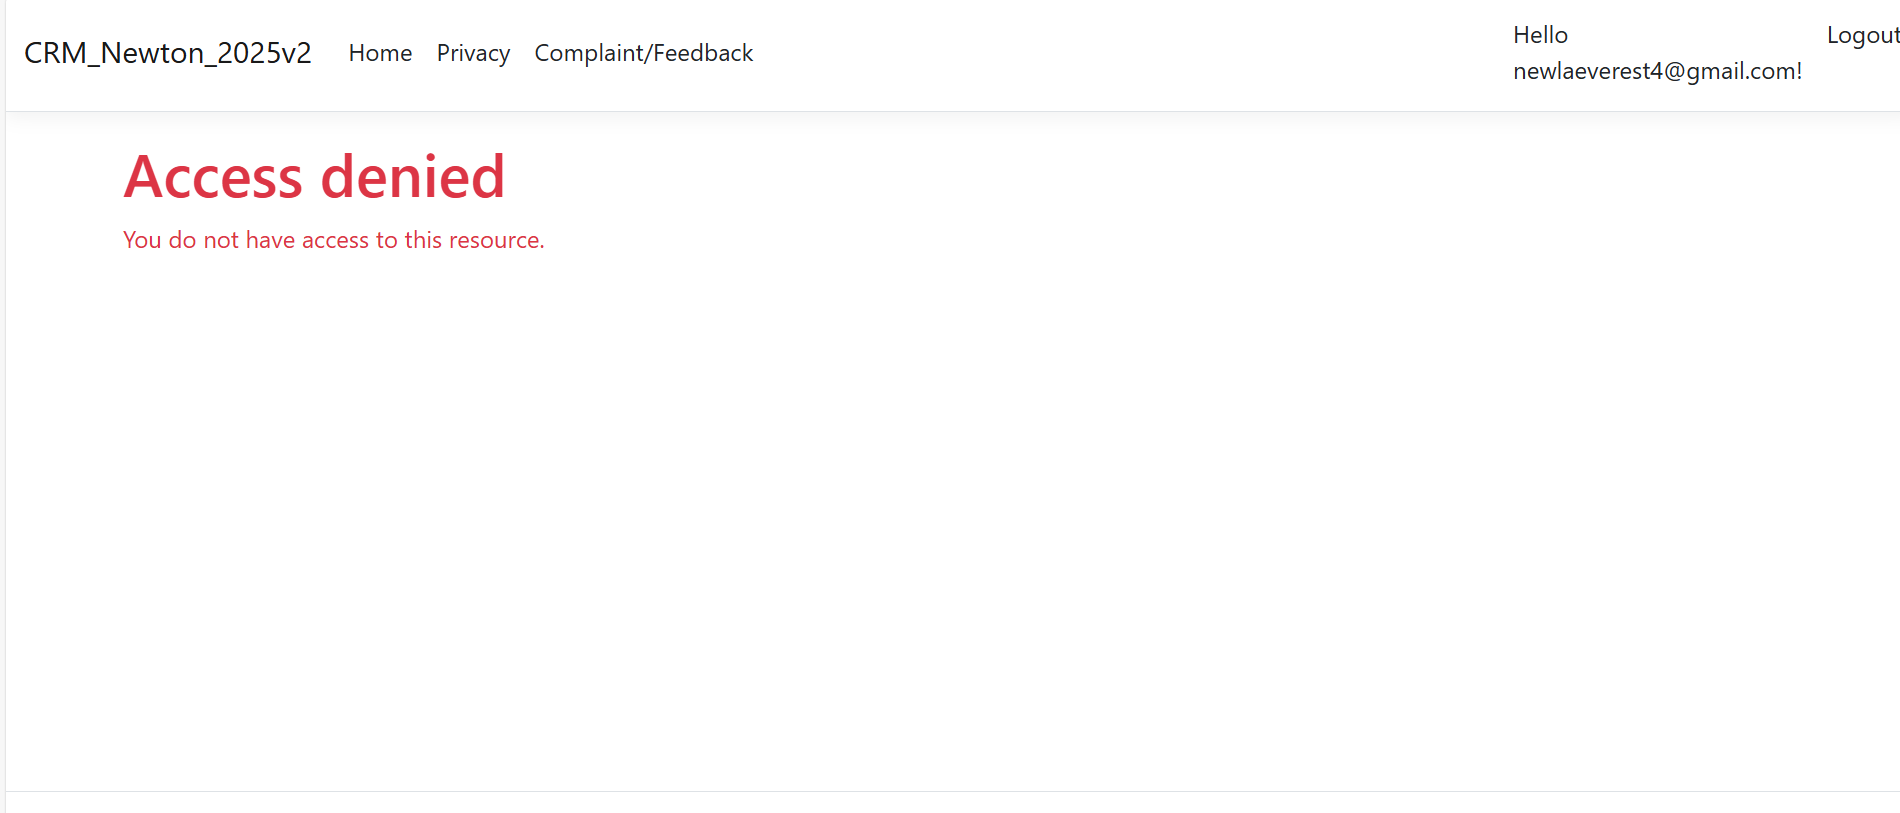 CRM_Newton_2025v2 Home Privacy Complaint/Feedback
Hello
newlaeverest4@gmail.com!
Logout
Access denied
You do not have access to this resource.